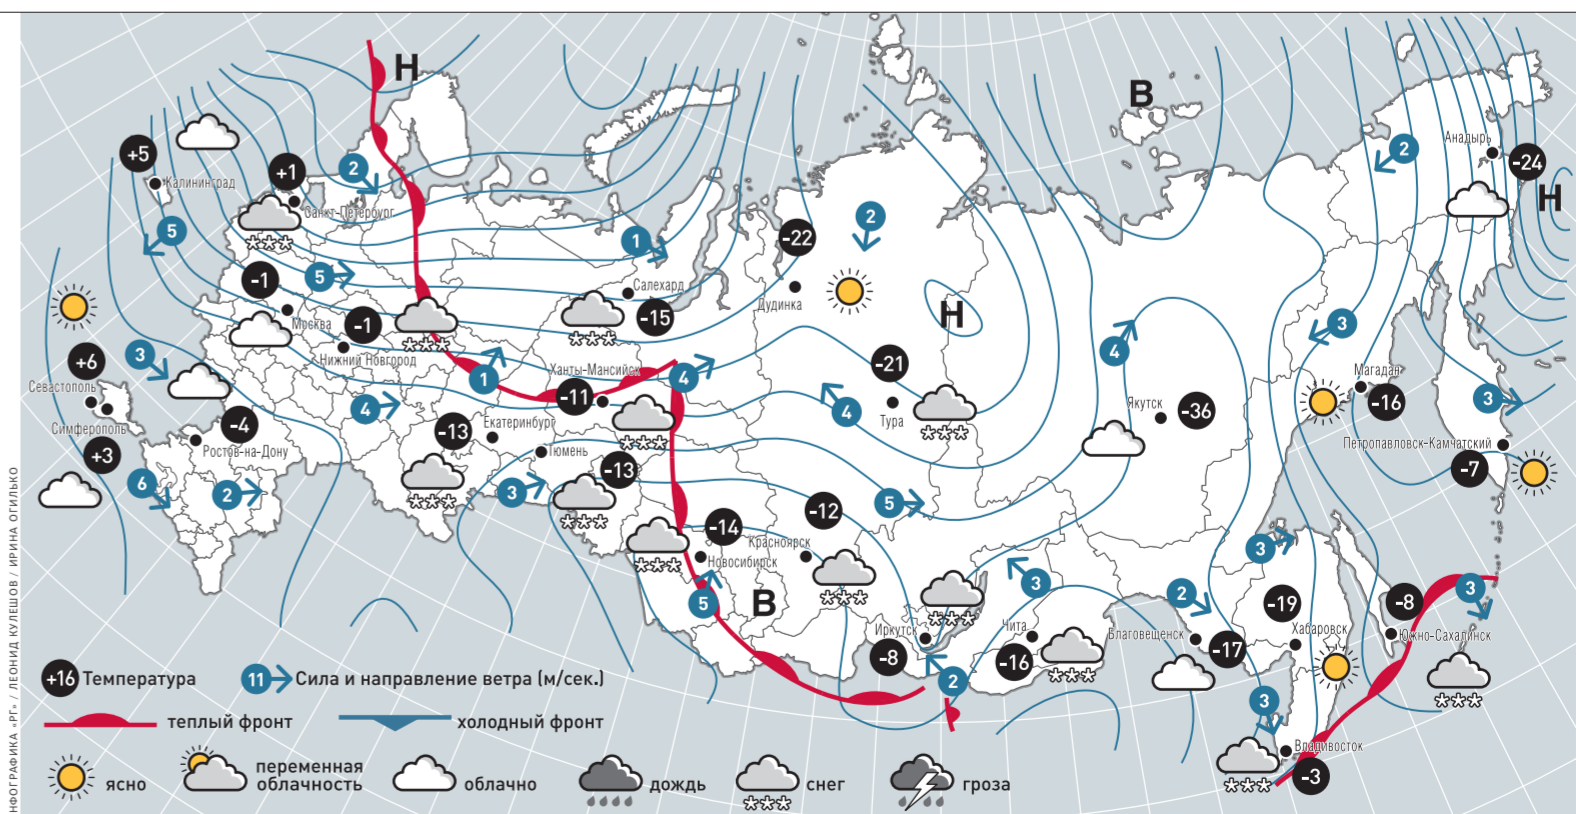 Н
В
+5
Калининград
+1
2
Санкт-Петербург
Анадырь
2
-24
Н
5
-22
2
1
5
-1
Москва
-1
Нижний Новгород
Салехард
-15
Дудинка
Н
3
+6
Севастополь
3
4
1
Ханты-Мансийск
4
-11
-21
Тура
4
Якутск
-36
Магадан
-16
3
Симферополь
+3
-4
Ростов-на-Дону
4
-13
Екатеринбург
Тюмень
-13
Петропавловск-Камчатский
-7
6
2
3
-12
5
-14
Красноярск
Новосибирск
3
5
В
3
2
-19
-8
3
Иркутск
-8
Чита
-16
Благовещенск
-17
Хабаровск
Южно-Сахалинск
2
3
Владивосток
-3
+16 Температура
11 Сила и направление ветра (м/сек.)
теплый фронт
холодный фронт
ясно
переменная
облачность
облачно
дождь
снег
гроза
НФОГРАФИКА «РГ» / ЛЕОНИД КУЛЕШОВ / ИРИНА ОГИЛЬКО